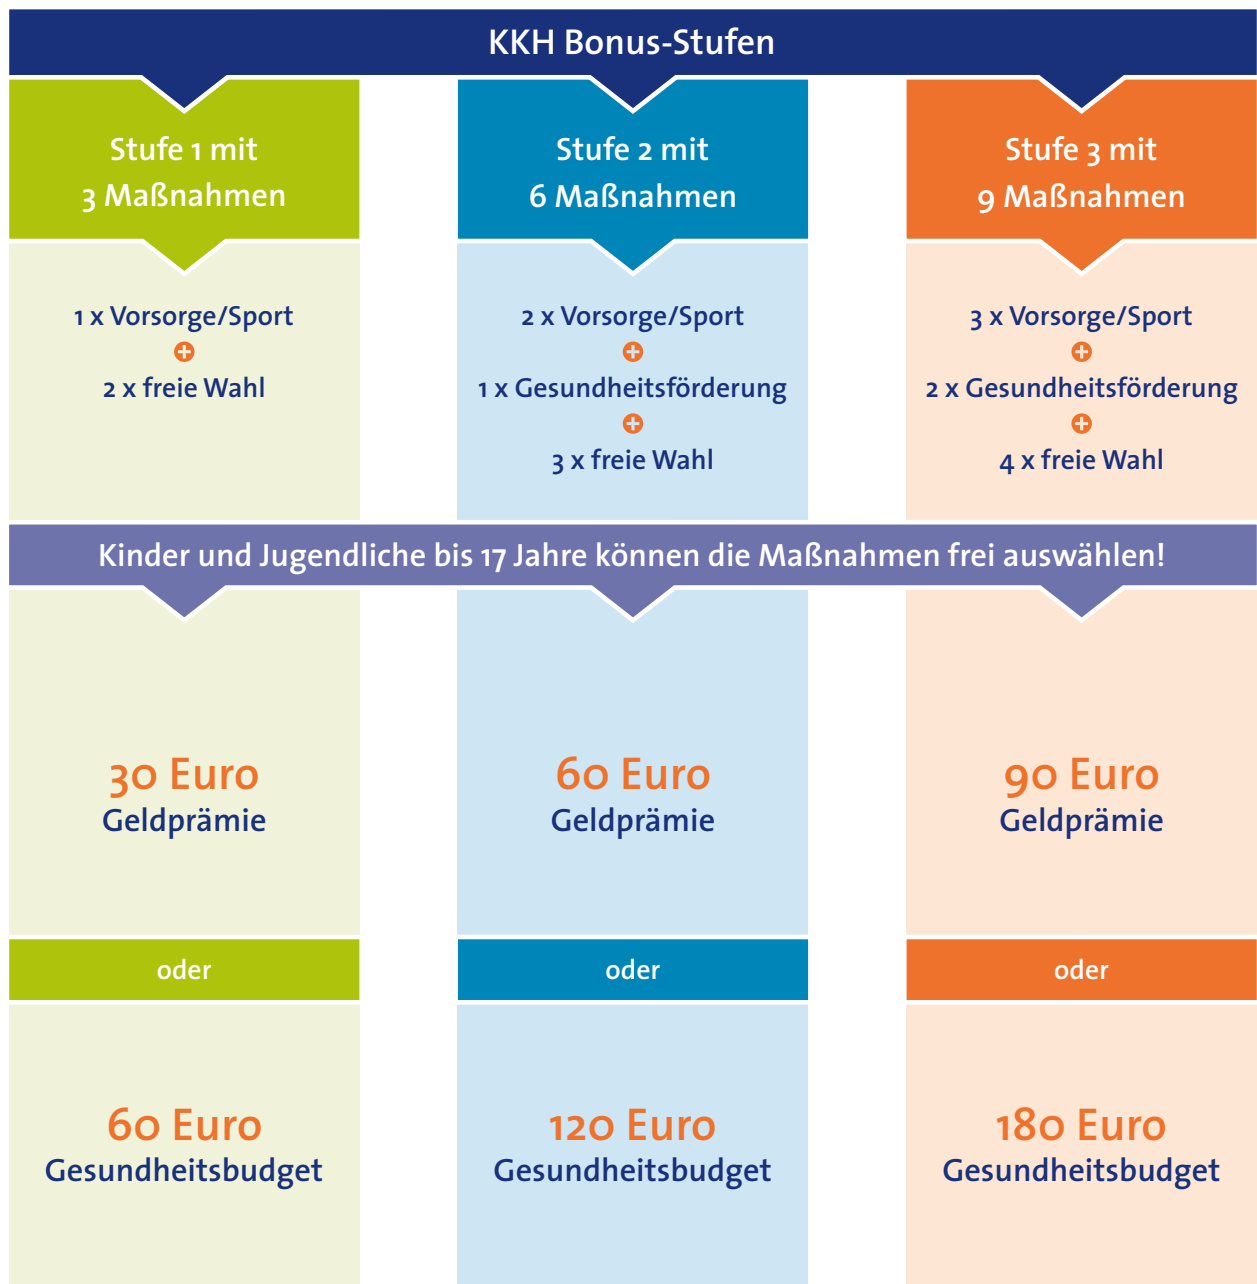 KKH Bonus-Stufen
Stufe 1 mit
3 Maßnahmen
Stufe 2 mit
6 Maßnahmen
Stufe 3 mit
9 Maßnahmen
1 x Vorsorge/Sport
+
2 x freie Wahl
2 x Vorsorge/Sport
+
1 x Gesundheitsförderung
+
3 x freie Wahl
3 x Vorsorge/Sport
+
2 x Gesundheitsförderung
+
4 x freie Wahl
Kinder und Jugendliche bis 17 Jahre können die Maßnahmen frei auswählen!
30 Euro
Geldprämie
60 Euro
Geldprämie
90 Euro
Geldprämie
oder
oder
oder
60 Euro
Gesundheitsbudget
120 Euro
Gesundheitsbudget
180 Euro
Gesundheitsbudget